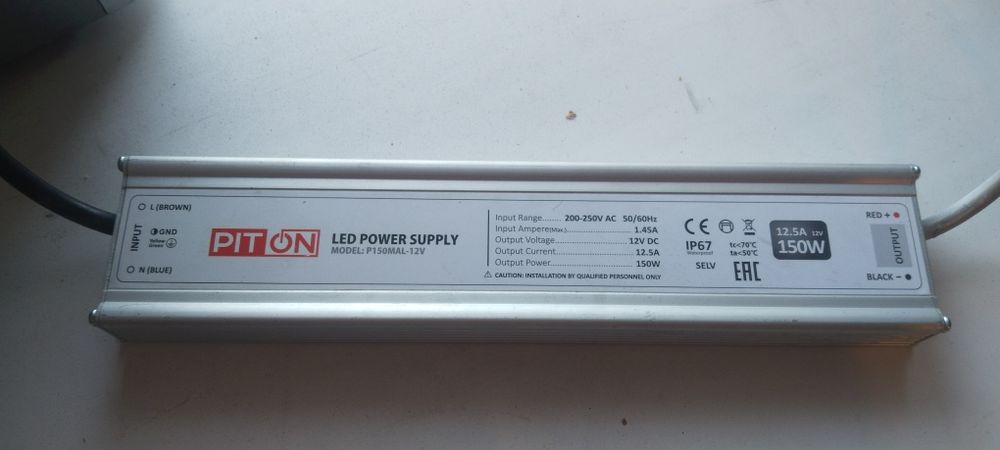 L (BROWN)
INPUT
GND
Yellow
Green
N (BLUE)
PITON
LED POWER SUPPLY
MODEL: P150MAL-12V
Input Range........ 200-250V AC 50/60Hz
Input Ampere(Max.) 1.45A
Output Voltage 12V DC
Output Current 12.5A
Output Power 150W
CAUTION: INSTALLATION BY QUALIFIED PERSONNEL ONLY
CE
IP67
Waterproof
tc<70°C
ta<50°C
SELV
EAC
12.5A 12V
150W
RED +
OUTPUT
BLACK −